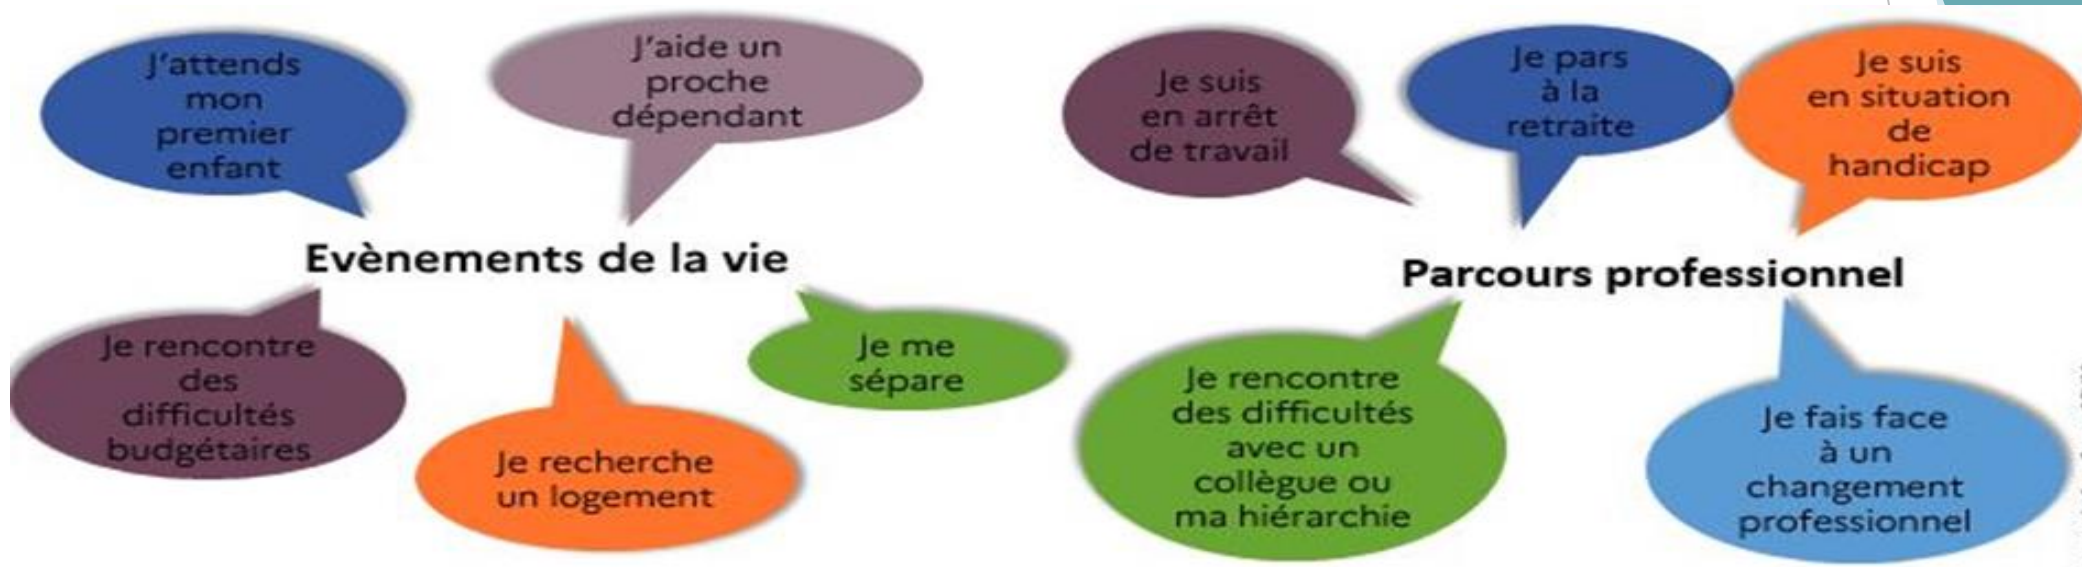 J'attends
mon
premier
enfant
J'aide un
proche
dépendant
Evènements de la vie
Je rencontre
des
difficultés
budgétaires
Je recherche
un logement
Je me
sépare
Je suis
en arrêt
de travail
Je pars
à la
retraite
Je suis
en situation
de
handicap
Parcours professionnel
Je rencontre
des difficultés
avec un
collègue ou
ma hiérarchie
Je fais face
à un
changement
professionnel